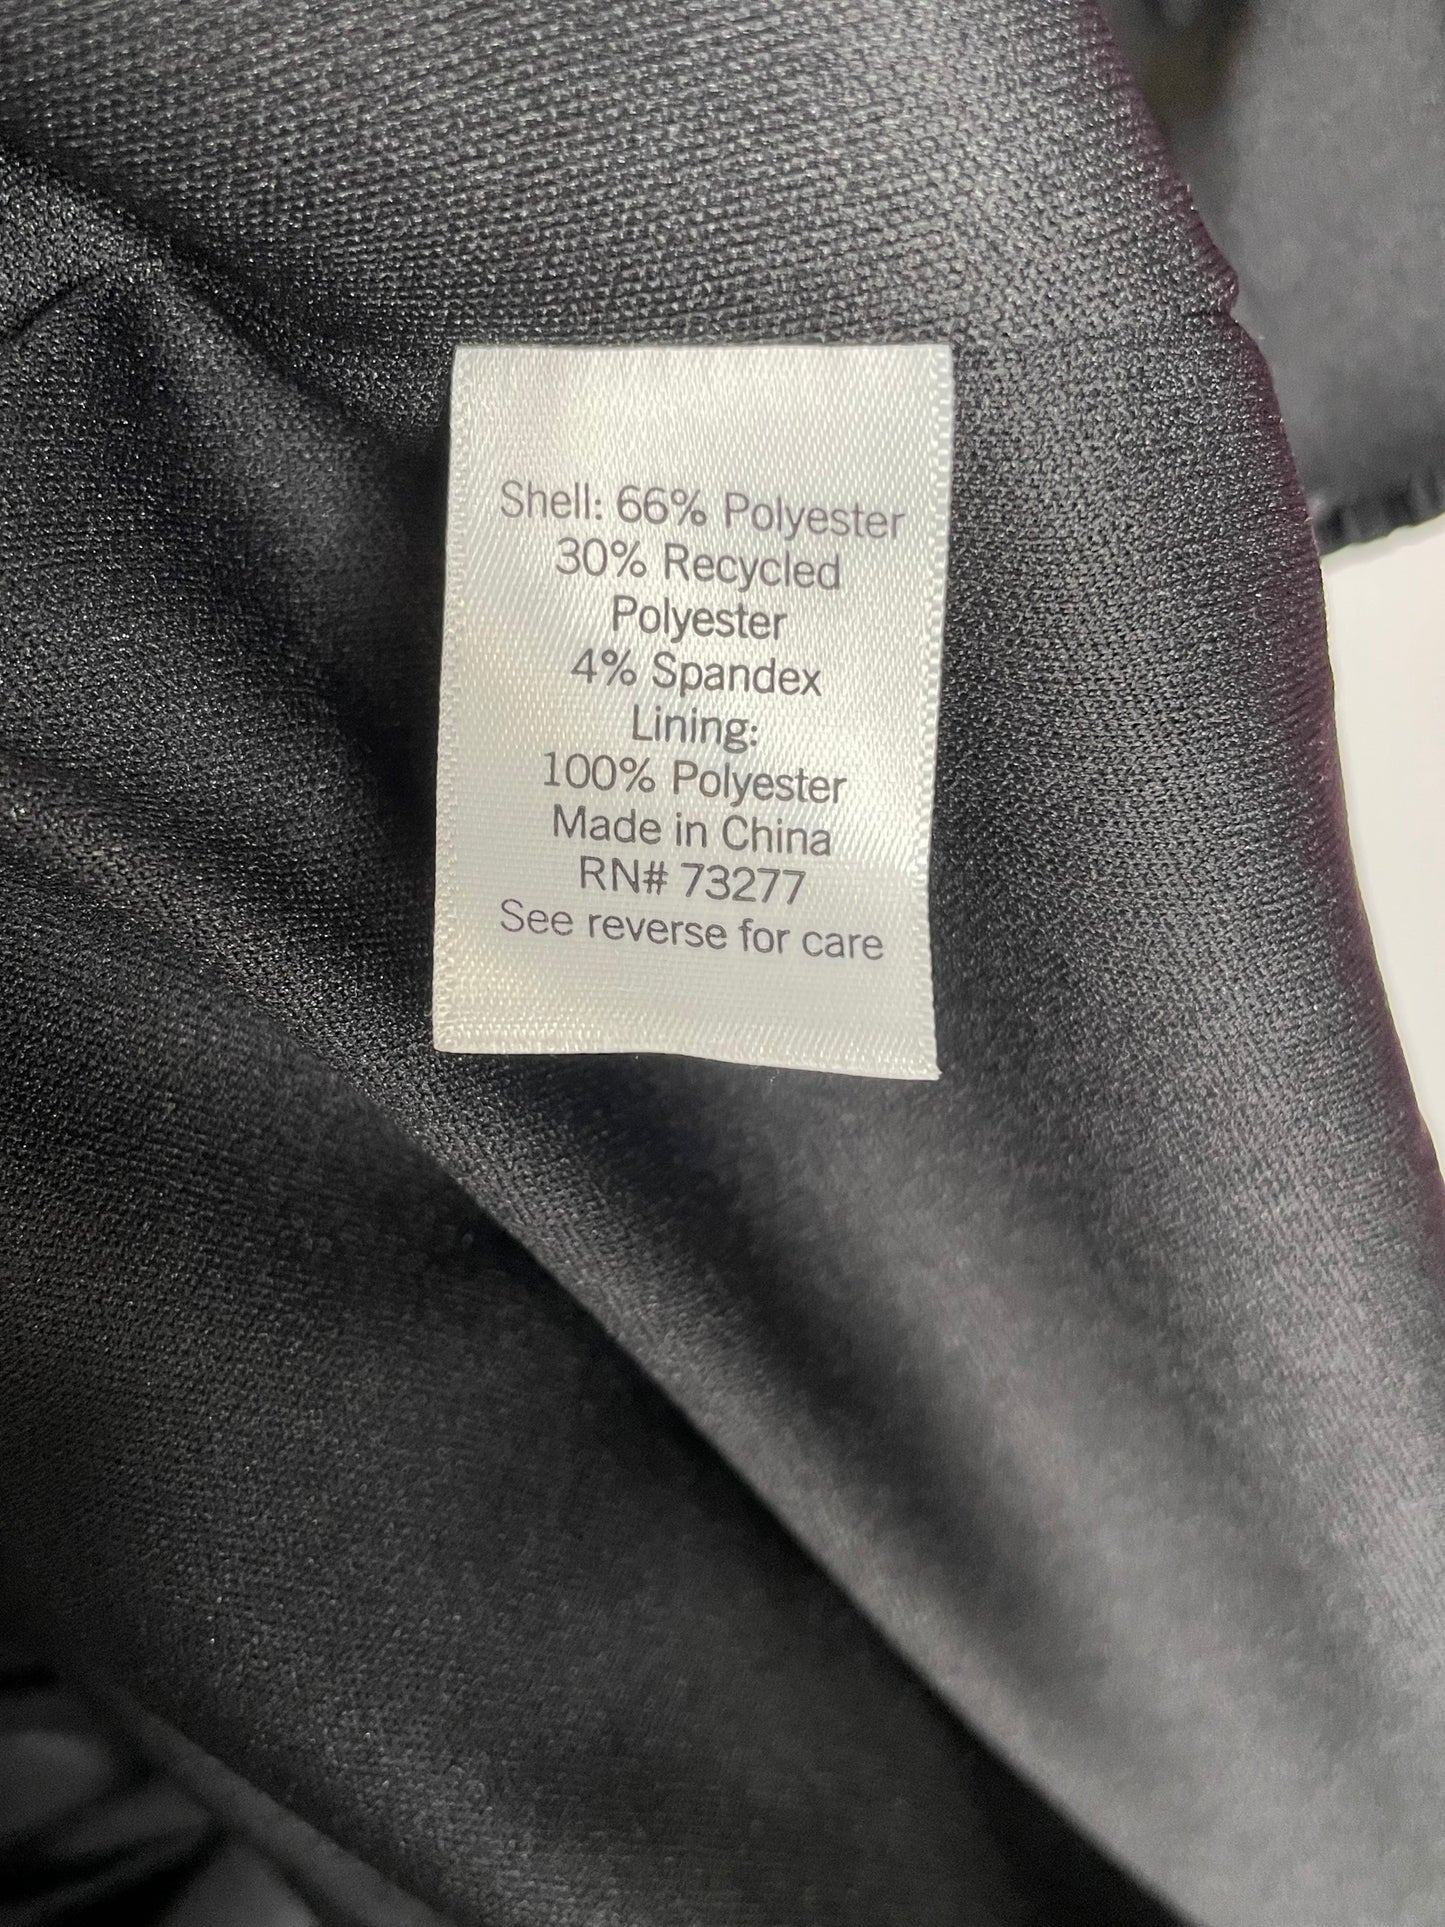 Shell: 66% Polyester
30% Recycled
Polyester
4% Spandex
Lining:
100% Polyester
Made in China
RN# 73277
See reverse for care